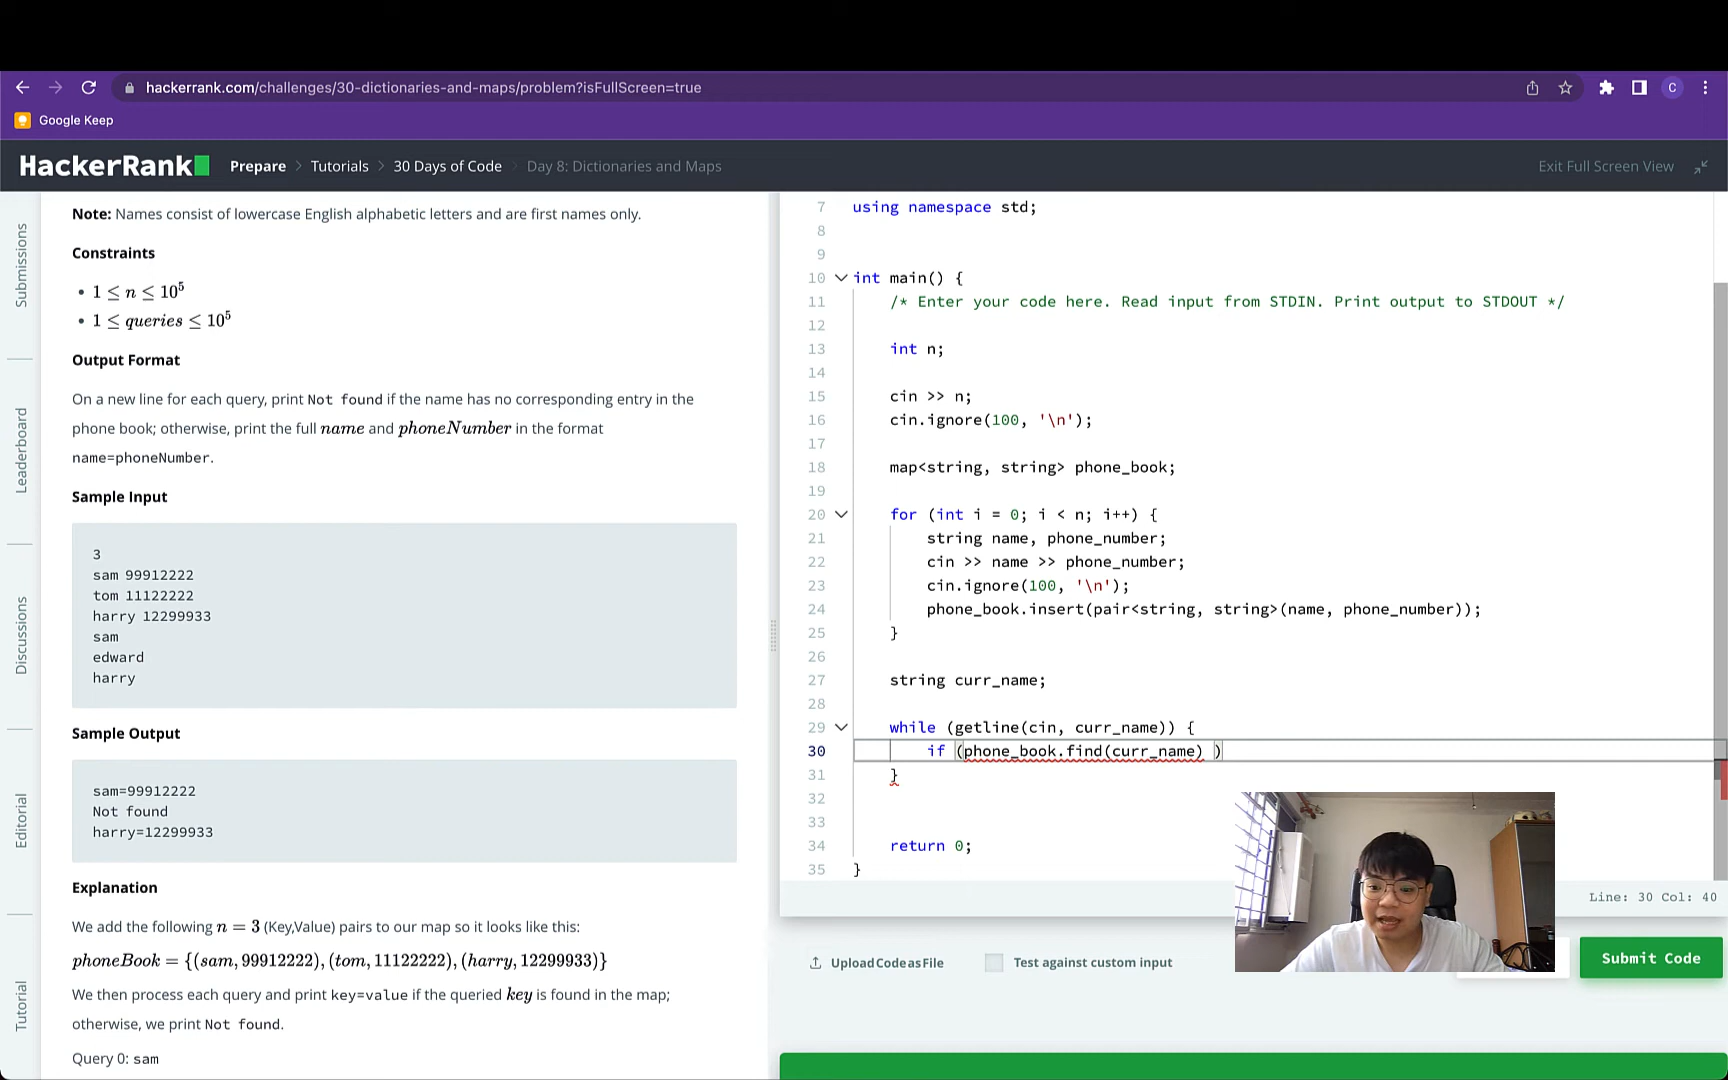 hackerrank.com/challenges/30-dictionaries-and-maps/problem?isFullScreen=true
C
Google Keep
HackerRank
Prepare > Tutorials > 30 Days of Code > Day 8: Dictionaries and Maps
Exit Full Screen View
Submissions
Leaderboard
Discussions
Editorial
Tutorial
Note: Names consist of lowercase English alphabetic letters and are first names only.
Constraints
• 1 ≤ n ≤ 10⁵
• 1 ≤ queries ≤ 10⁵
Output Format
On a new line for each query, print Not found if the name has no corresponding entry in the
phone book; otherwise, print the full name and phoneNumber in the format
name=phoneNumber.
Sample Input
3
sam 99912222
tom 11122222
harry 12299933
sam
edward
harry
Sample Output
sam=99912222
Not found
harry=12299933
Explanation
We add the following n = 3 (Key,Value) pairs to our map so it looks like this:
phoneBook = {(sam, 99912222), (tom, 11122222), (harry, 12299933)}
We then process each query and print key=value if the queried key is found in the map;
otherwise, we print Not found.
Query 0: sam
7 using namespace std;
8
9
10 int main() {
11 /* Enter your code here. Read input from STDIN. Print output to STDOUT */
12
13 int n;
14
15 cin >> n;
16 cin.ignore(100, '\n');
17
18 map<string, string> phone_book;
19
20 for (int i = 0; i < n; i++) {
21 string name, phone_number;
22 cin >> name >> phone_number;
23 cin.ignore(100, '\n');
24 phone_book.insert(pair<string, string>(name, phone_number));
25 }
26
27 string curr_name;
28
29 while (getline(cin, curr_name)) {
30 if (phone_book.find(curr_name) )
31 }
32
33
34 return 0;
35 }
Line: 30 Col: 40
Upload Code as File
Test against custom input
Submit Code